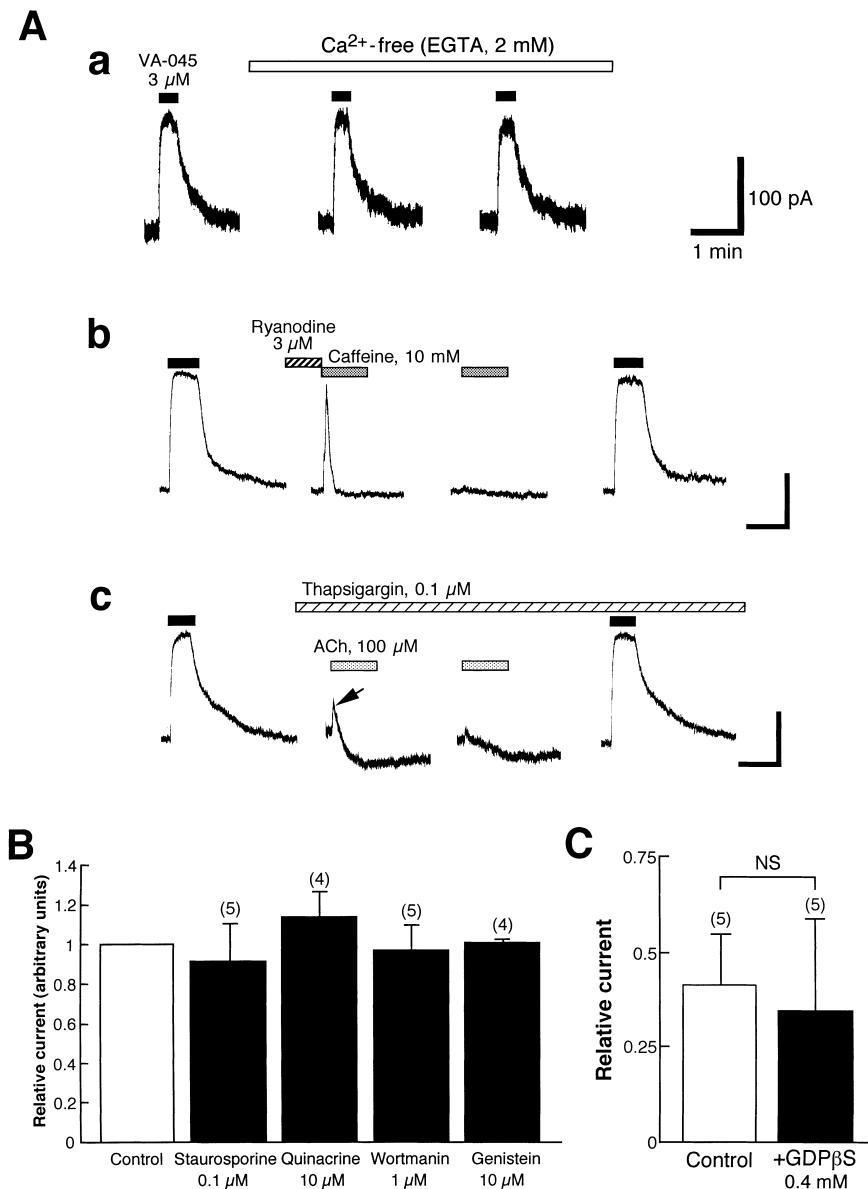 A
a
VA-045
3 µM
Ca2+-free (EGTA, 2 mM)
100 pA
1 min
b
Ryanodine
3 µM
Caffeine, 10 mM
c
Thapsigargin, 0.1 µM
ACh, 100 µM
B
Relative current (arbitrary units)
1.4
1.2
1
0.8
0.6
0.4
0.2
0
(5)
(4)
(5)
(4)
Control
Staurosporine
0.1 µM
Quinacrine
10 µM
Wortmanin
1 µM
Genistein
10 µM
C
Relative current
0.75
0.5
0.25
0
NS
(5)
(5)
Control
+GDPβS
0.4 mM